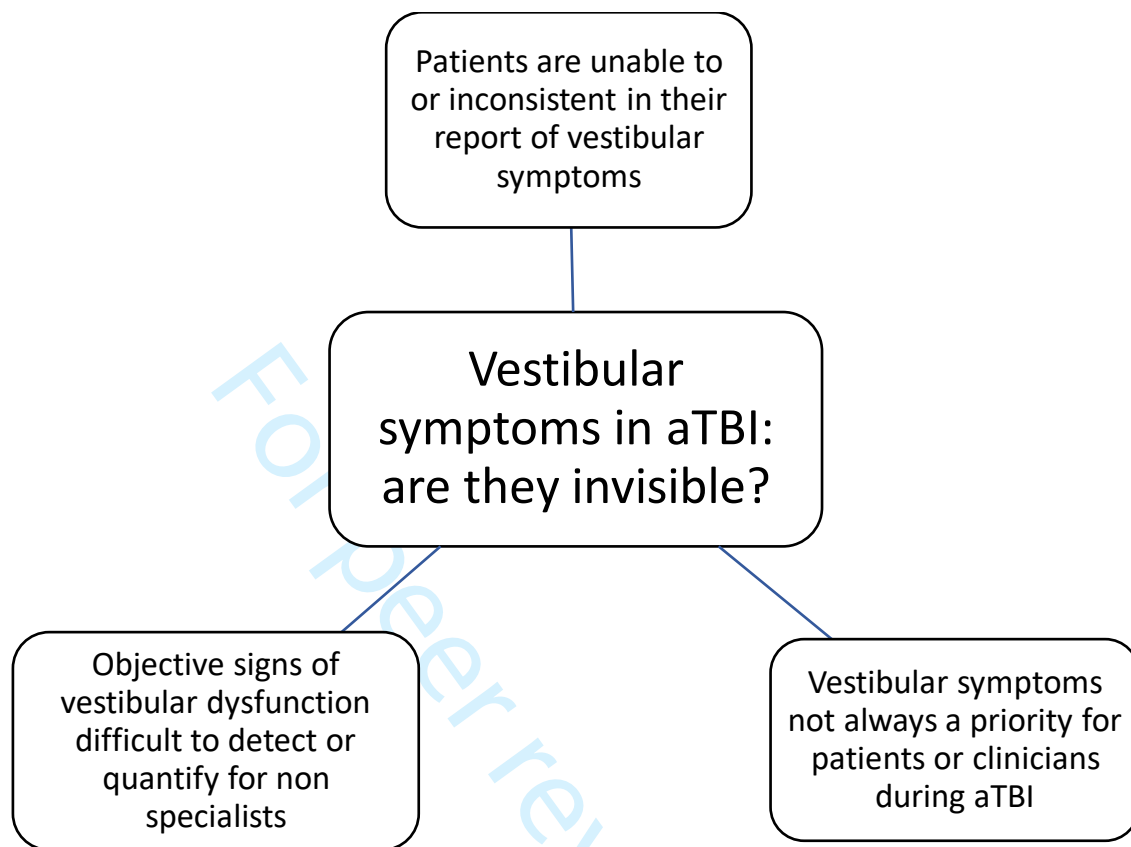 Patients are unable to
or inconsistent in their
report of vestibular
symptoms
Vestibular
symptoms in aTBI:
are they invisible?
Objective signs of
vestibular dysfunction
difficult to detect or
quantify for non
specialists
Vestibular symptoms
not always a priority for
patients or clinicians
during aTBI
For peer